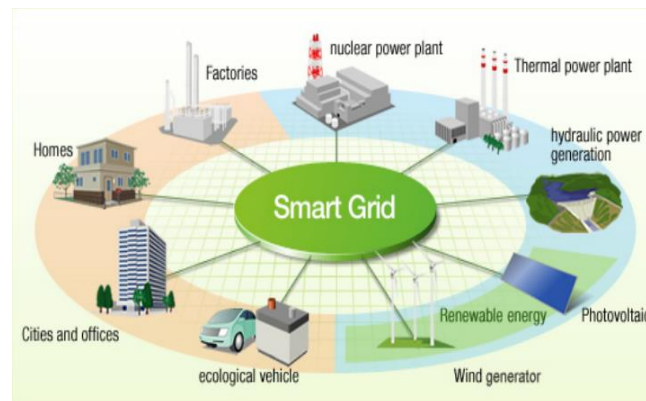 nuclear power plant
Factories
Thermal power plant
hydraulic power
generation
Homes
Smart Grid
Cities and offices
Renewable energy
Photovoltaic
ecological vehicle
Wind generator